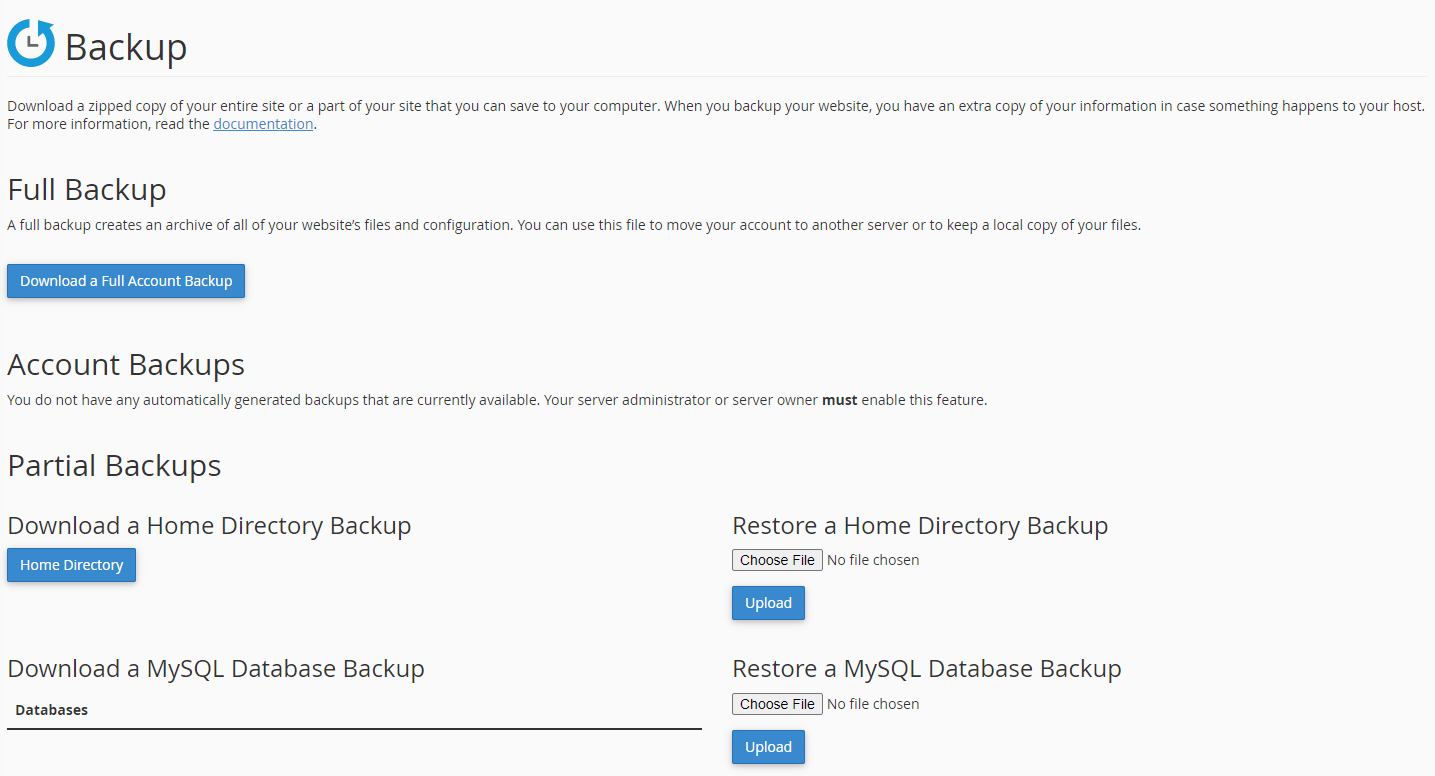 Backup
Download a zipped copy of your entire site or a part of your site that you can save to your computer. When you backup your website, you have an extra copy of your information in case something happens to your host.
For more information, read the documentation.
Full Backup
A full backup creates an archive of all of your website’s files and configuration. You can use this file to move your account to another server or to keep a local copy of your files.
Download a Full Account Backup
Account Backups
You do not have any automatically generated backups that are currently available. Your server administrator or server owner must enable this feature.
Partial Backups
Download a Home Directory Backup
Home Directory
Restore a Home Directory Backup
Choose File No file chosen
Upload
Download a MySQL Database Backup
Databases
Restore a MySQL Database Backup
Choose File No file chosen
Upload